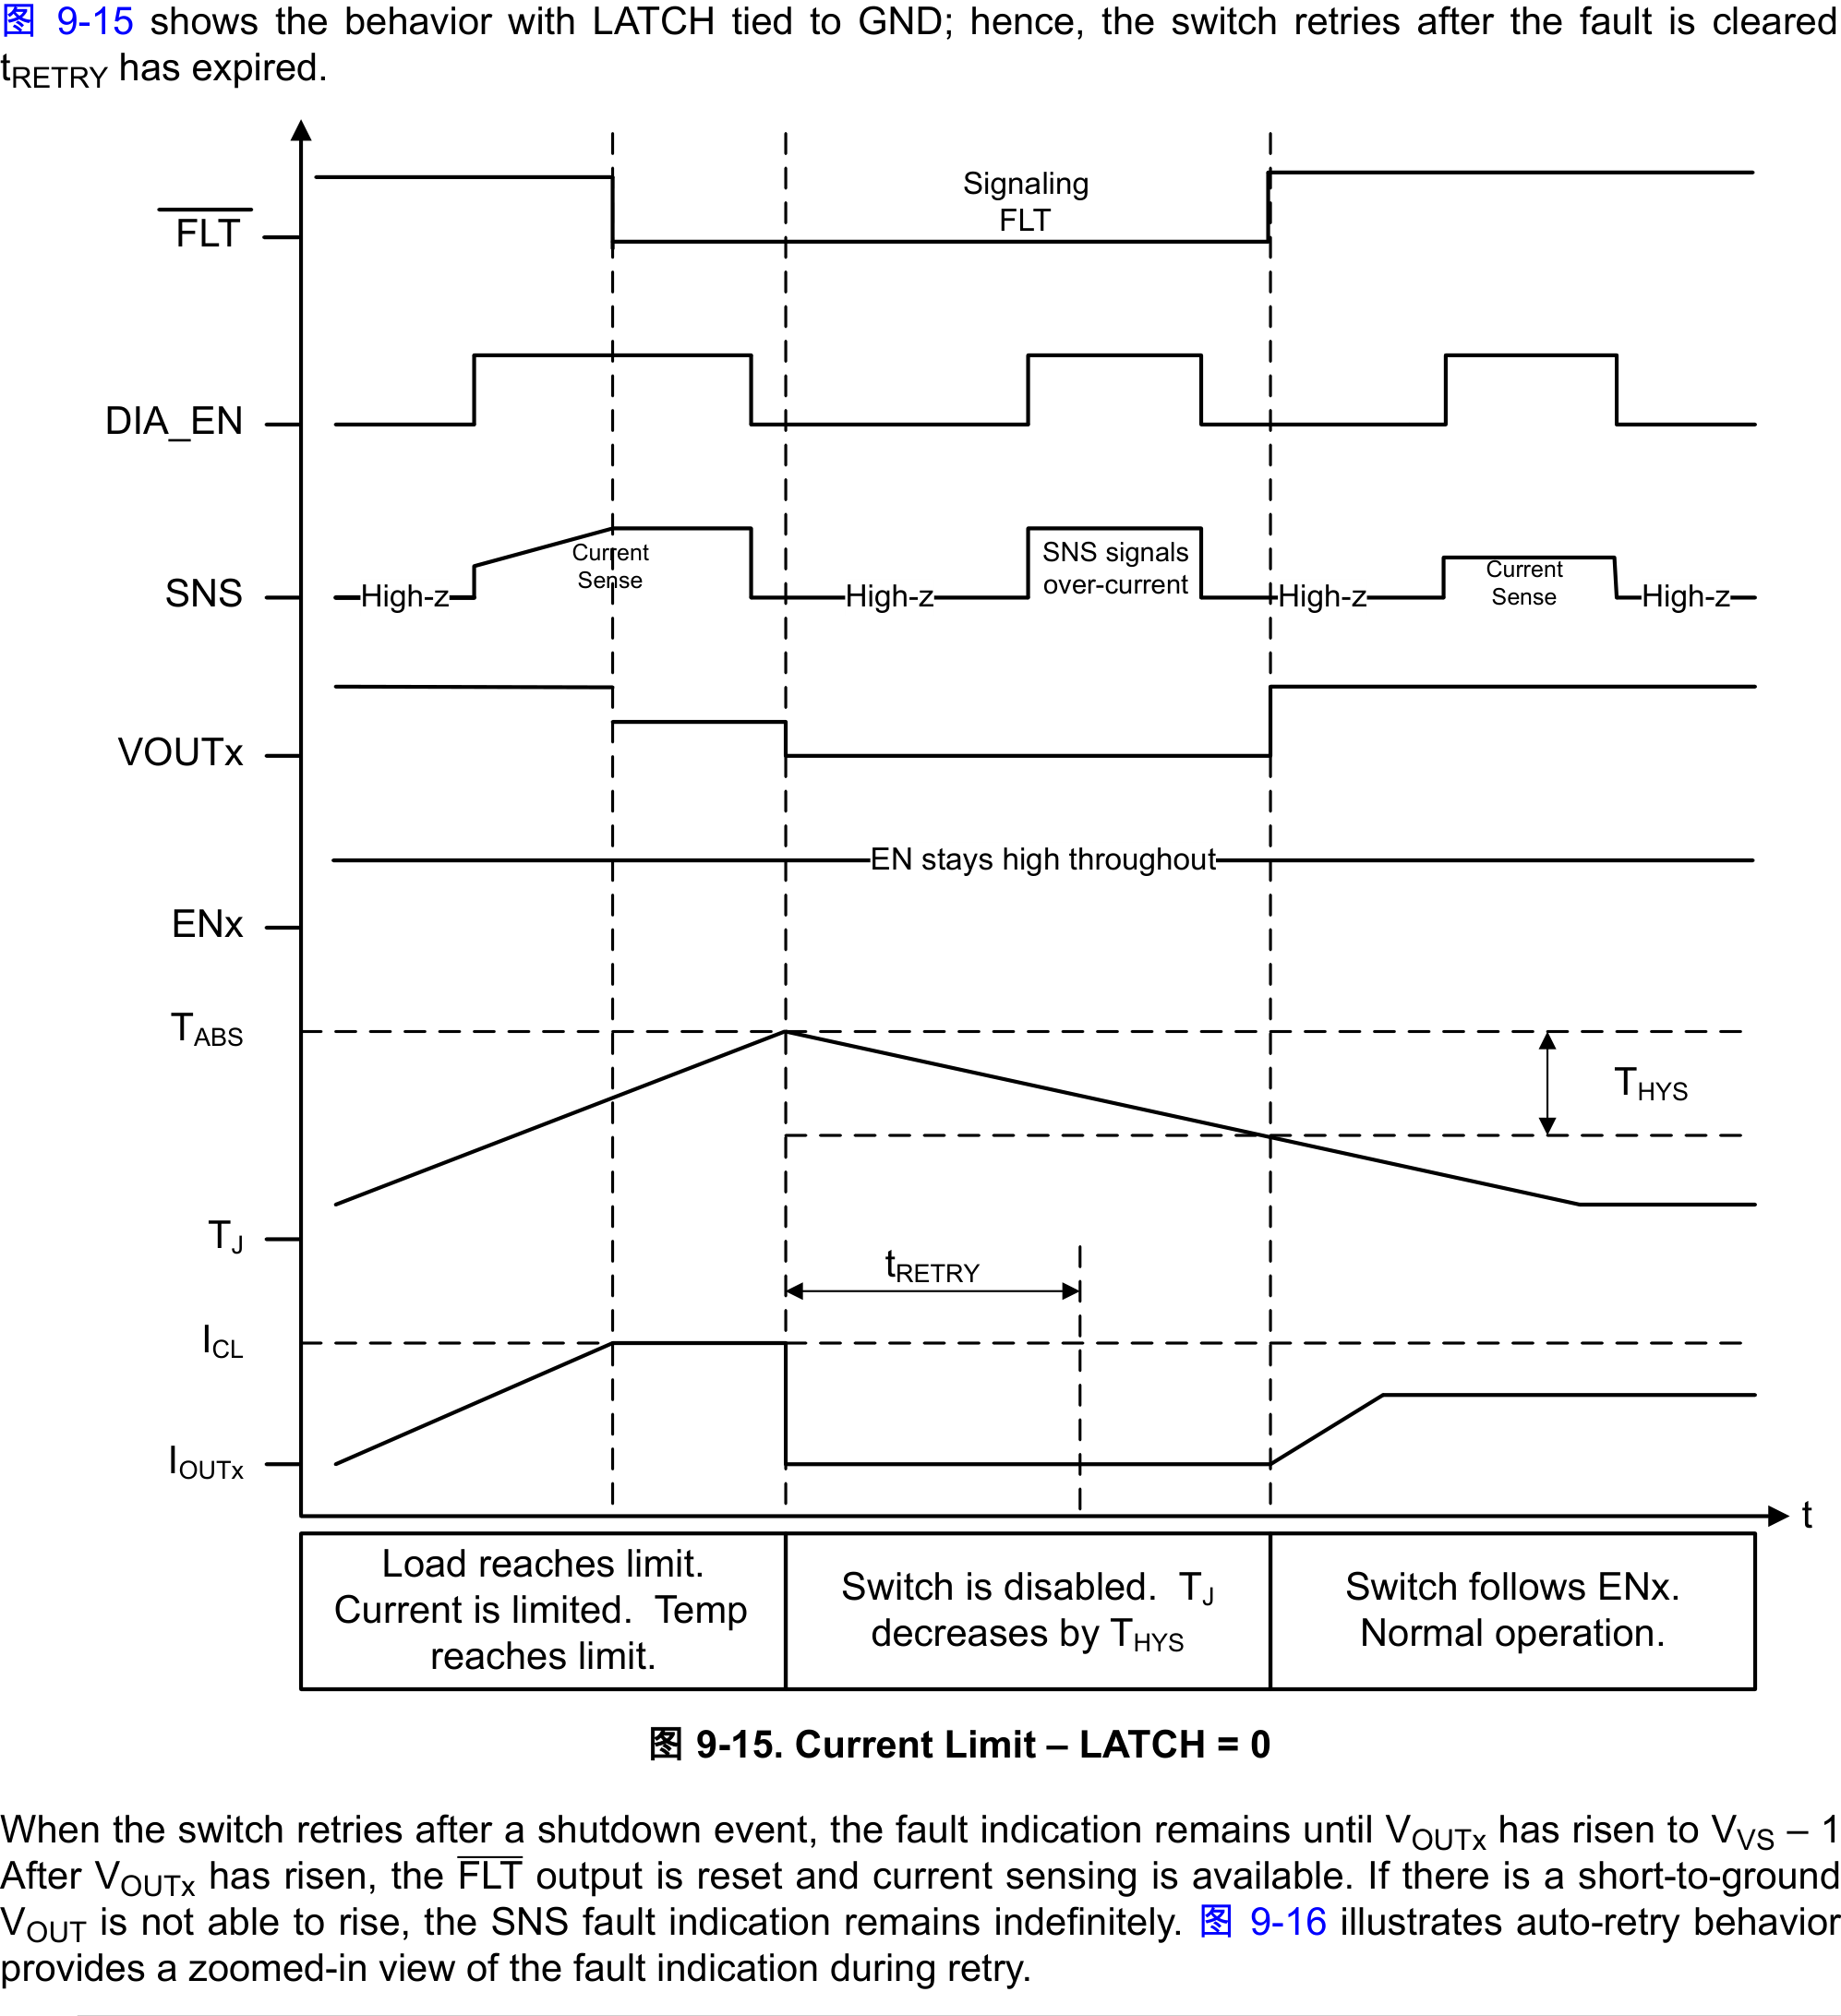 图 9-15 shows the behavior with LATCH tied to GND; hence, the switch retries after the fault is cleared
tRETRY has expired.
Signaling
FLT
FLT
DIA_EN
Current
Sense
SNS signals
over-current
Current
Sense
SNS
High-z
High-z
High-z
High-z
VOUTx
EN stays high throughout
ENx
TABS
THYS
TJ
tRETRY
ICL
IOUTx
t
Load reaches limit.
Current is limited. Temp
reaches limit.
Switch is disabled. TJ
decreases by THYS
Switch follows ENx.
Normal operation.
图 9-15. Current Limit – LATCH = 0
When the switch retries after a shutdown event, the fault indication remains until VOUTx has risen to VVS – 1
After VOUTx has risen, the FLT output is reset and current sensing is available. If there is a short-to-ground
VOUT is not able to rise, the SNS fault indication remains indefinitely. 图 9-16 illustrates auto-retry behavior
provides a zoomed-in view of the fault indication during retry.